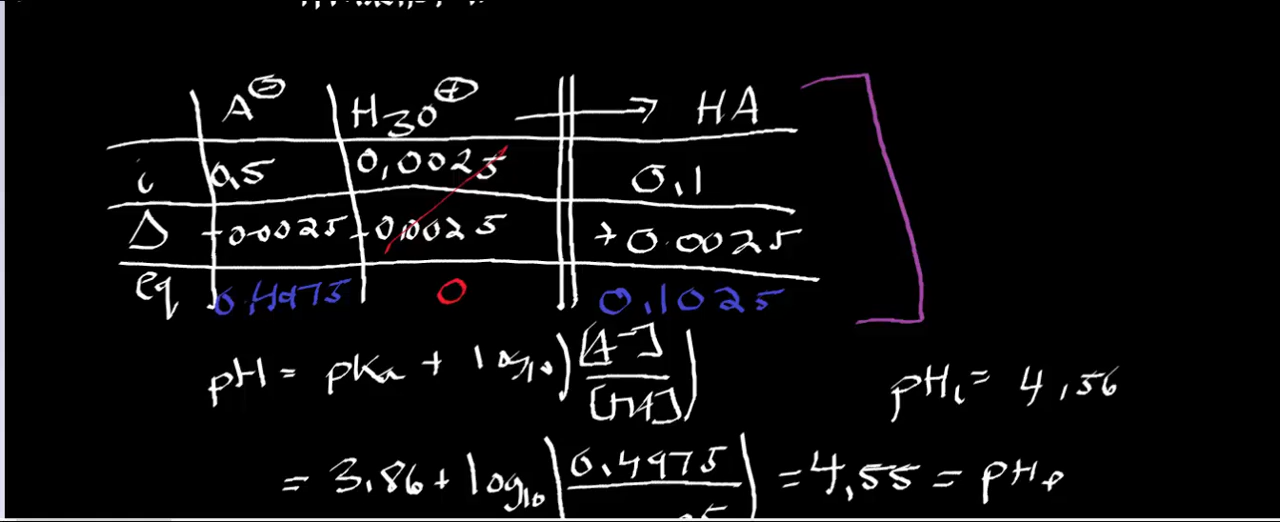 A⊖ H3O⊕ → HA
i 0,5 0,0025 0,1
Δ -0.0025 -0.0025 +0.0025
eq 0.4975 0 0.1025
pH = pKa + log10([A-]/[HA])
pHi = 4,56
= 3.86 + log10(0.4975/ = 4,55 = pHf